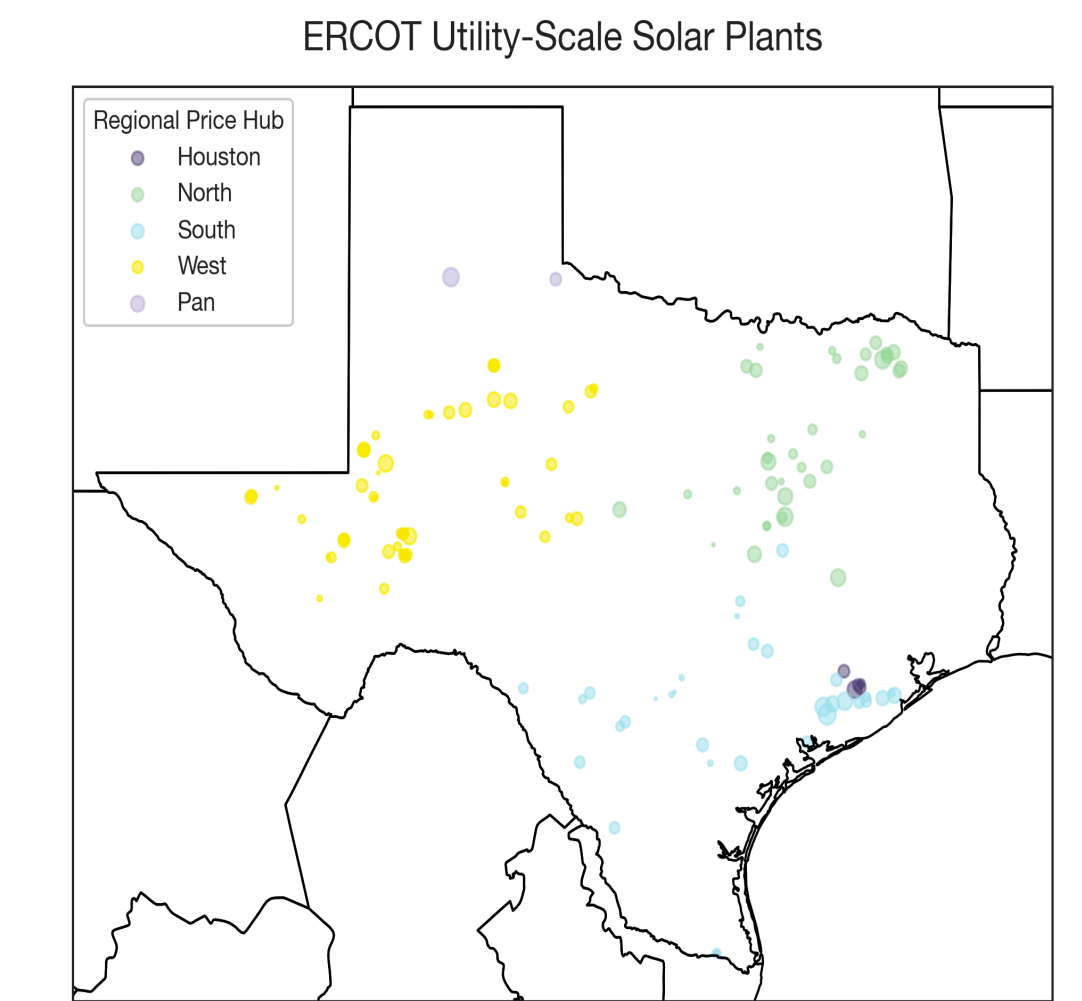 ERCOT Utility-Scale Solar Plants
Regional Price Hub
Houston
North
South
West
Pan